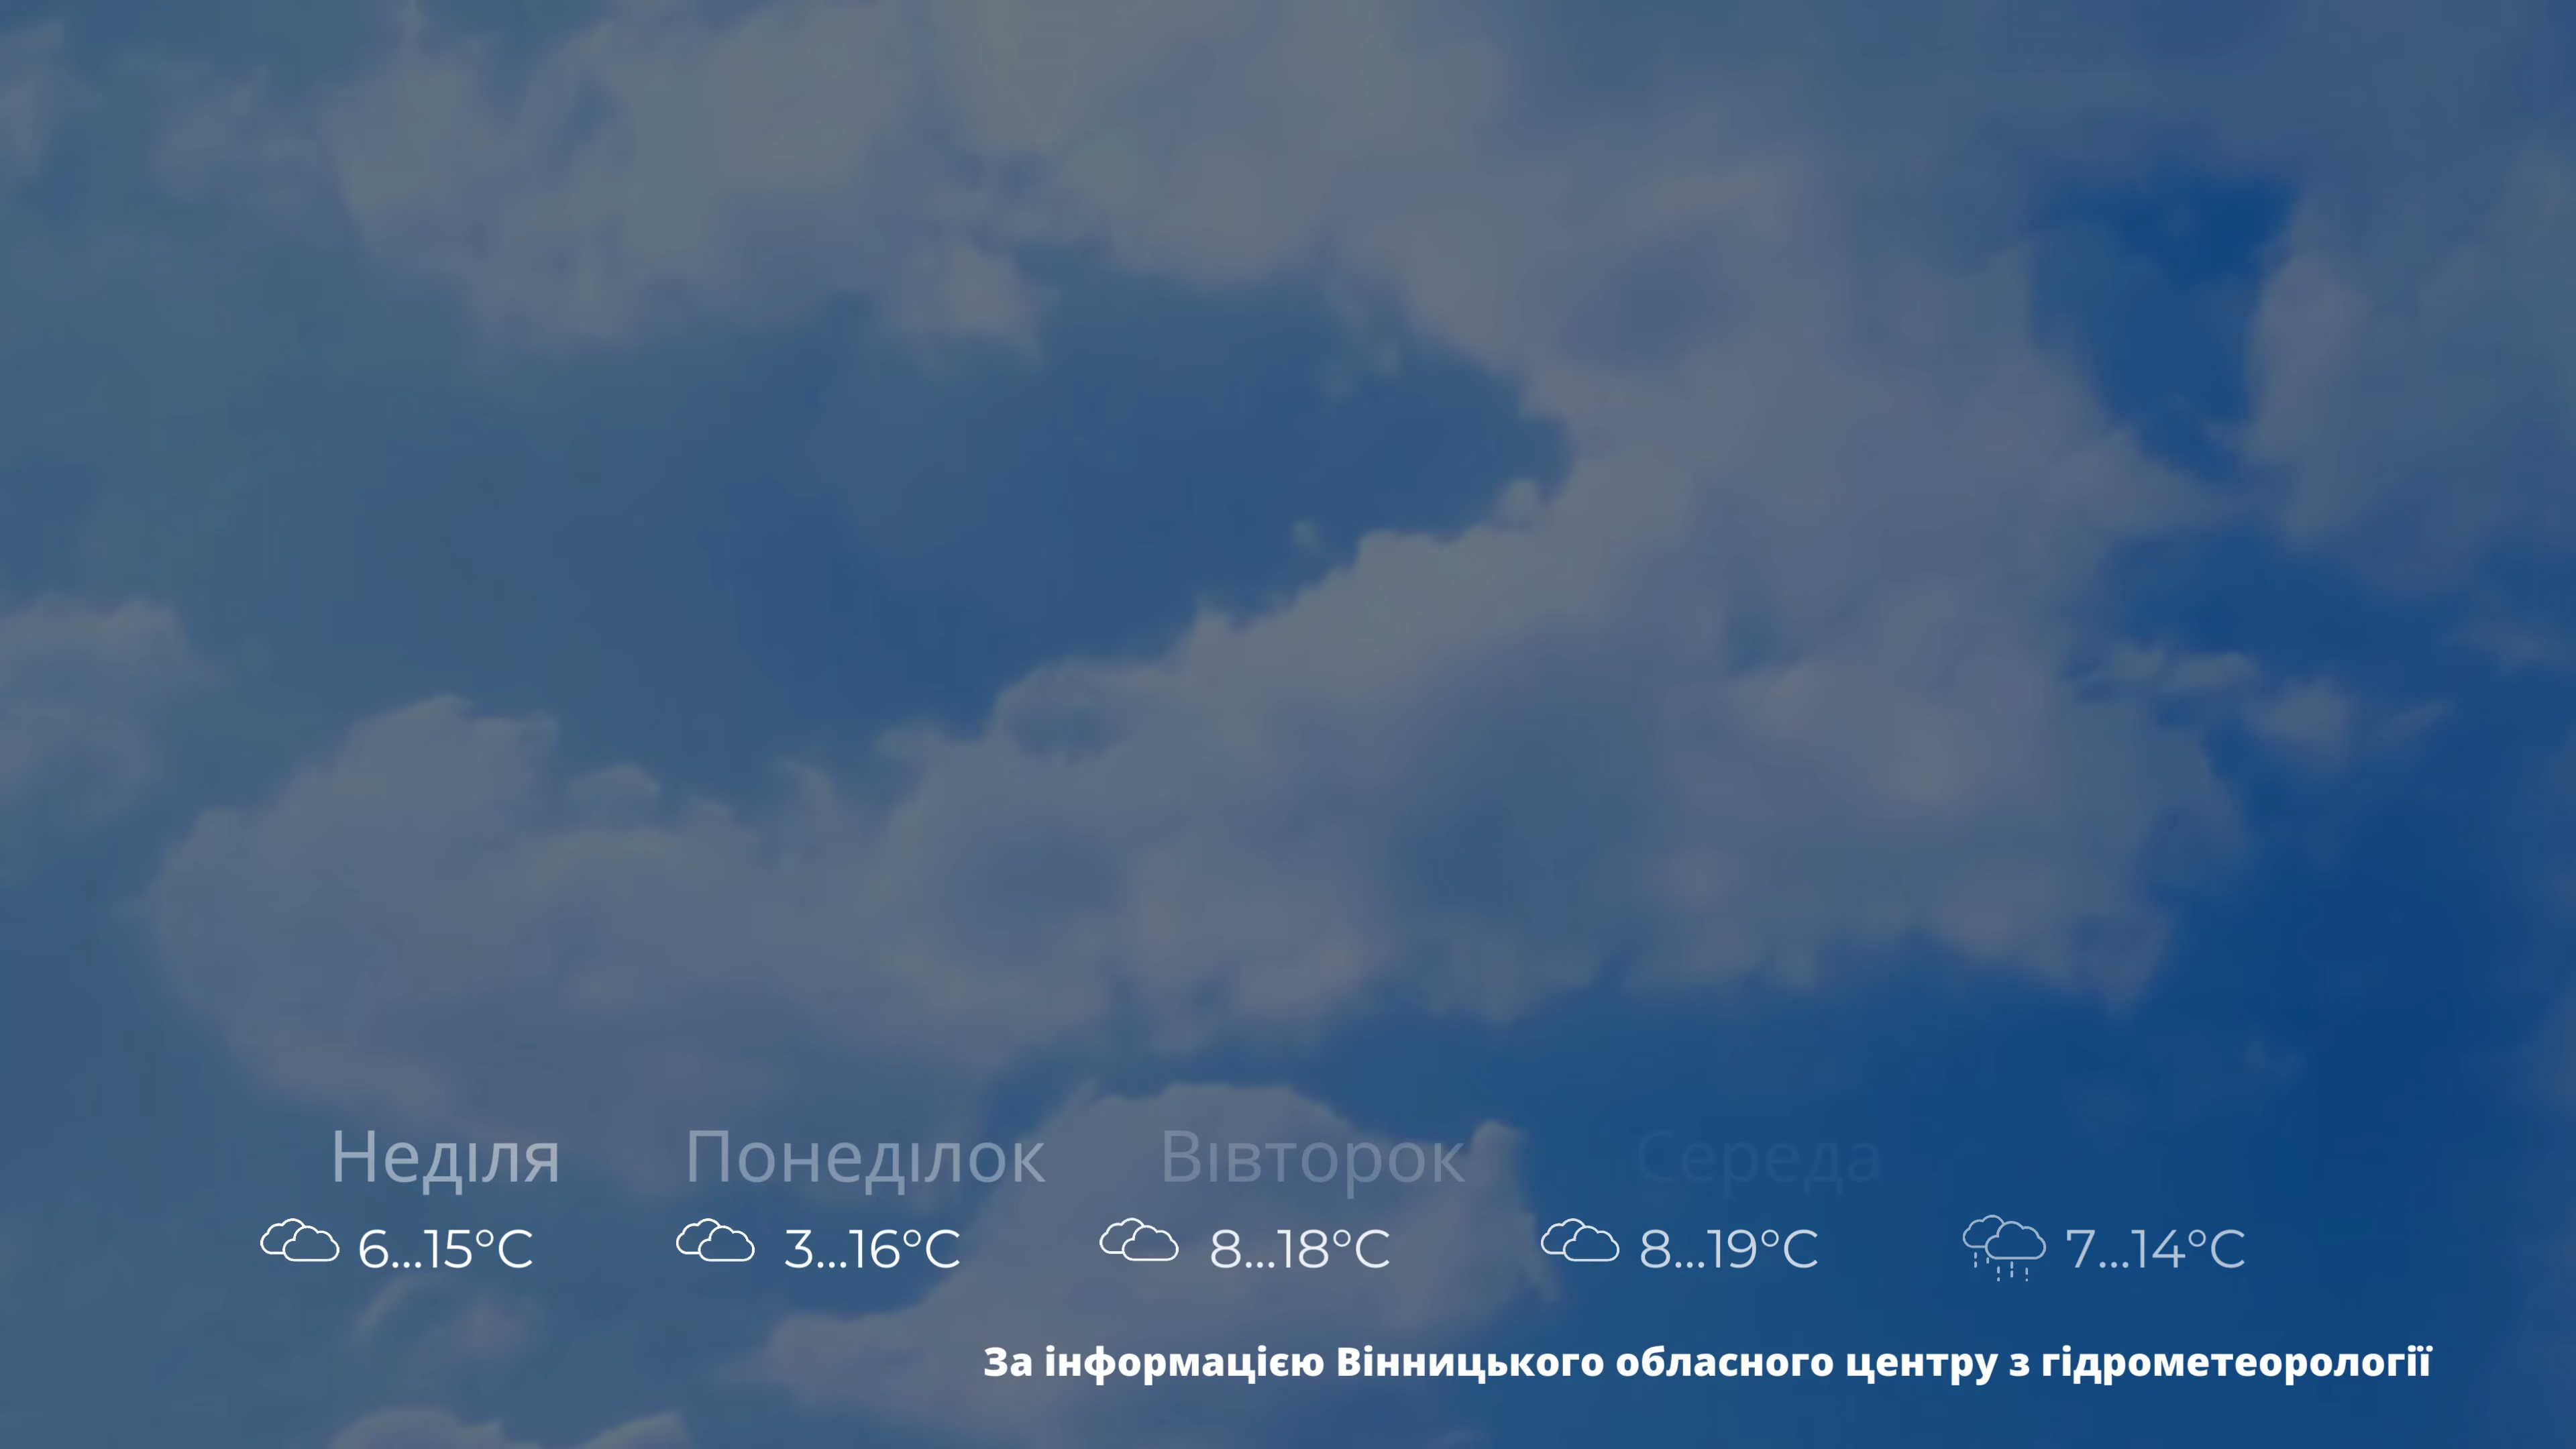 Неділя Понеділок Вівторок Середа
6...15°C 3...16°C 8...18°C 8...19°C 7...14°C
За інформацією Вінницького обласного центру з гідрометеорології